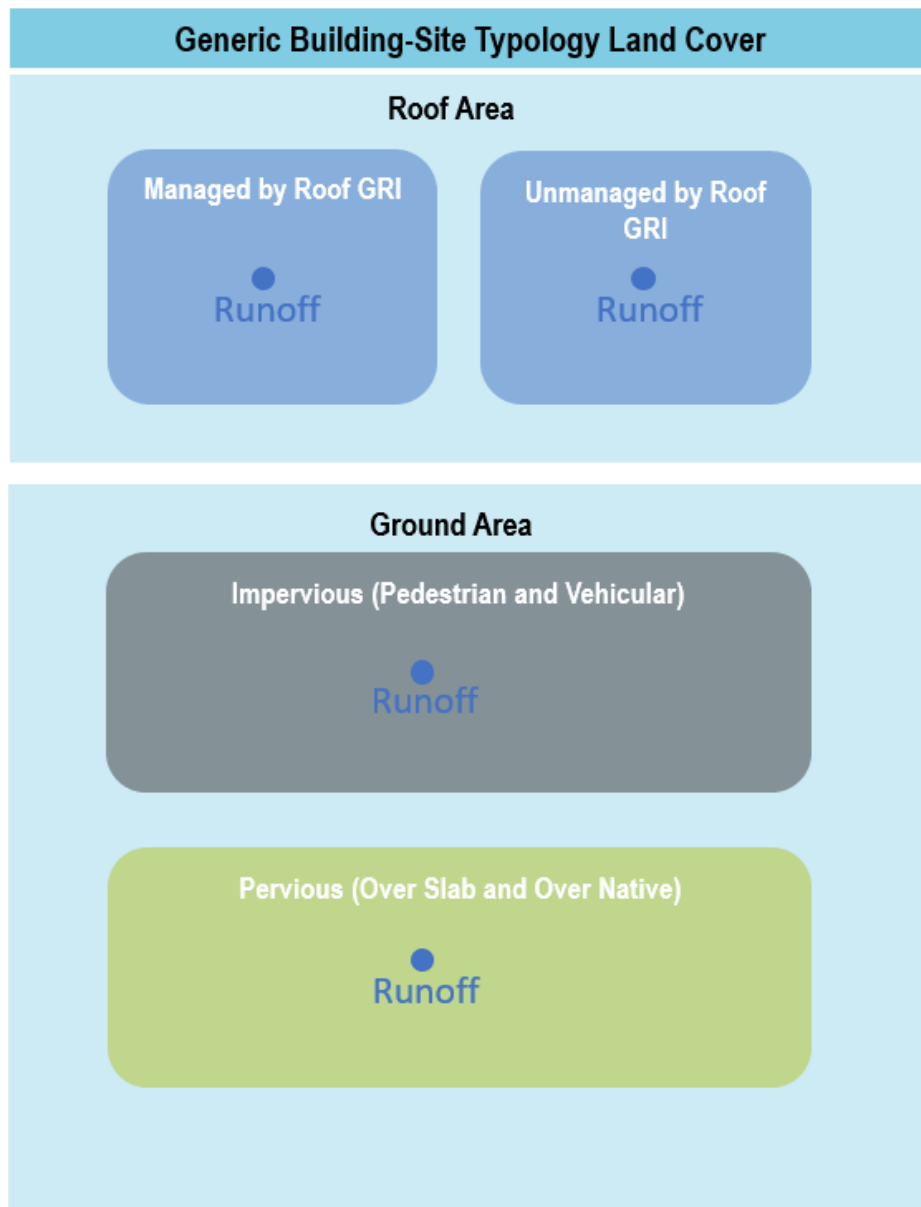 Generic Building-Site Typology Land Cover
Roof Area
Managed by Roof GRI
Runoff
Unmanaged by Roof
GRI
Runoff
Ground Area
Impervious (Pedestrian and Vehicular)
Runoff
Pervious (Over Slab and Over Native)
Runoff